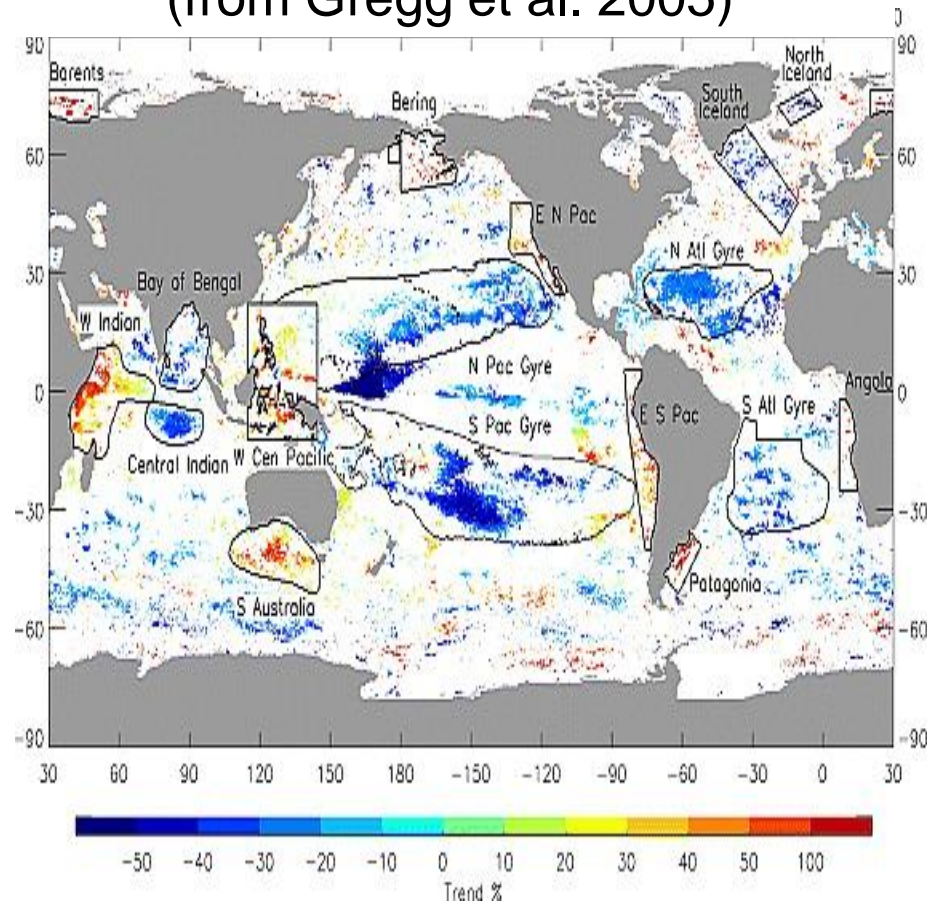 (from Gregg et al. 2005)
90
90
Barents
North
Iceland
South
Iceland
Bering
60
60
E N Pac
N Atl Gyre
30
30
Bay of Bengal
W Indian
N Pac Gyre
0
0
Angola
S Pac Gyre
E S Pac
S Atl Gyre
Central Indian
W Cen Pacific
-30
-30
Patagonia
S Australia
-60
-60
-90
-90
30 60 90 120 150 180 -150 -120 -90 -60 -30 0 30
-50 -40 -30 -20 -10 0 10 20 30 40 50 100
Trend %